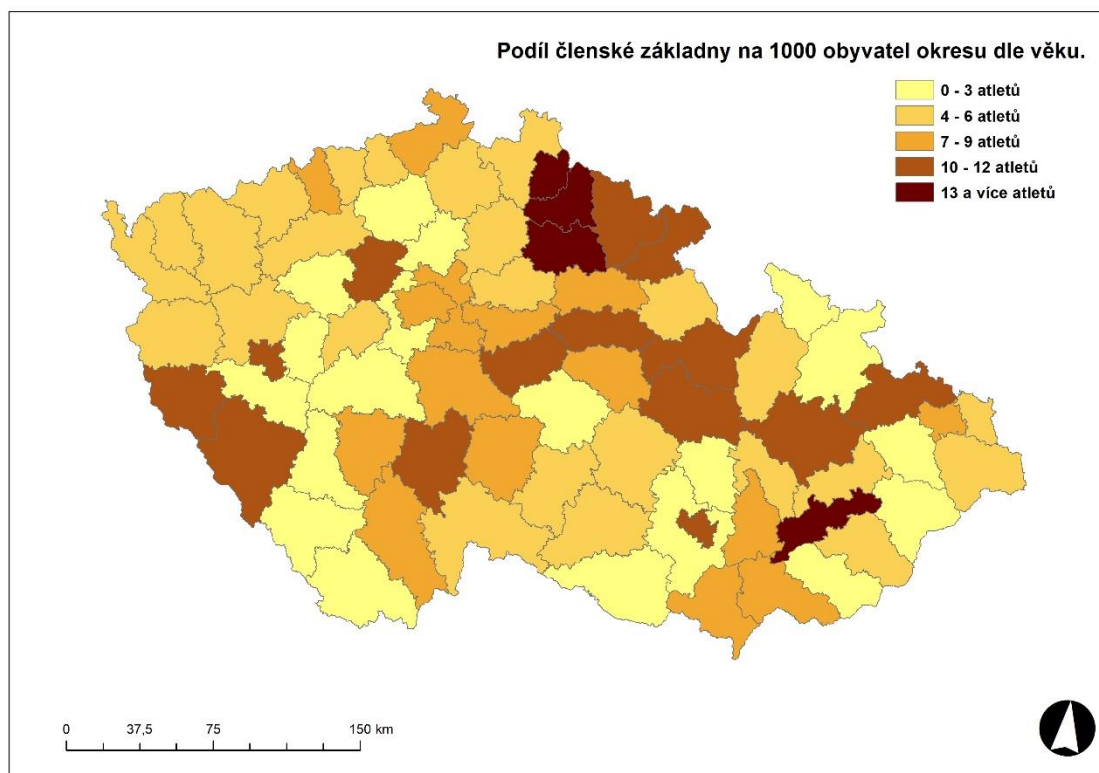 Podíl členské základny na 1000 obyvatel okresu dle věku.
0 - 3 atletů
4 - 6 atletů
7 - 9 atletů
10 - 12 atletů
13 a více atletů
0 37,5 75 150 km